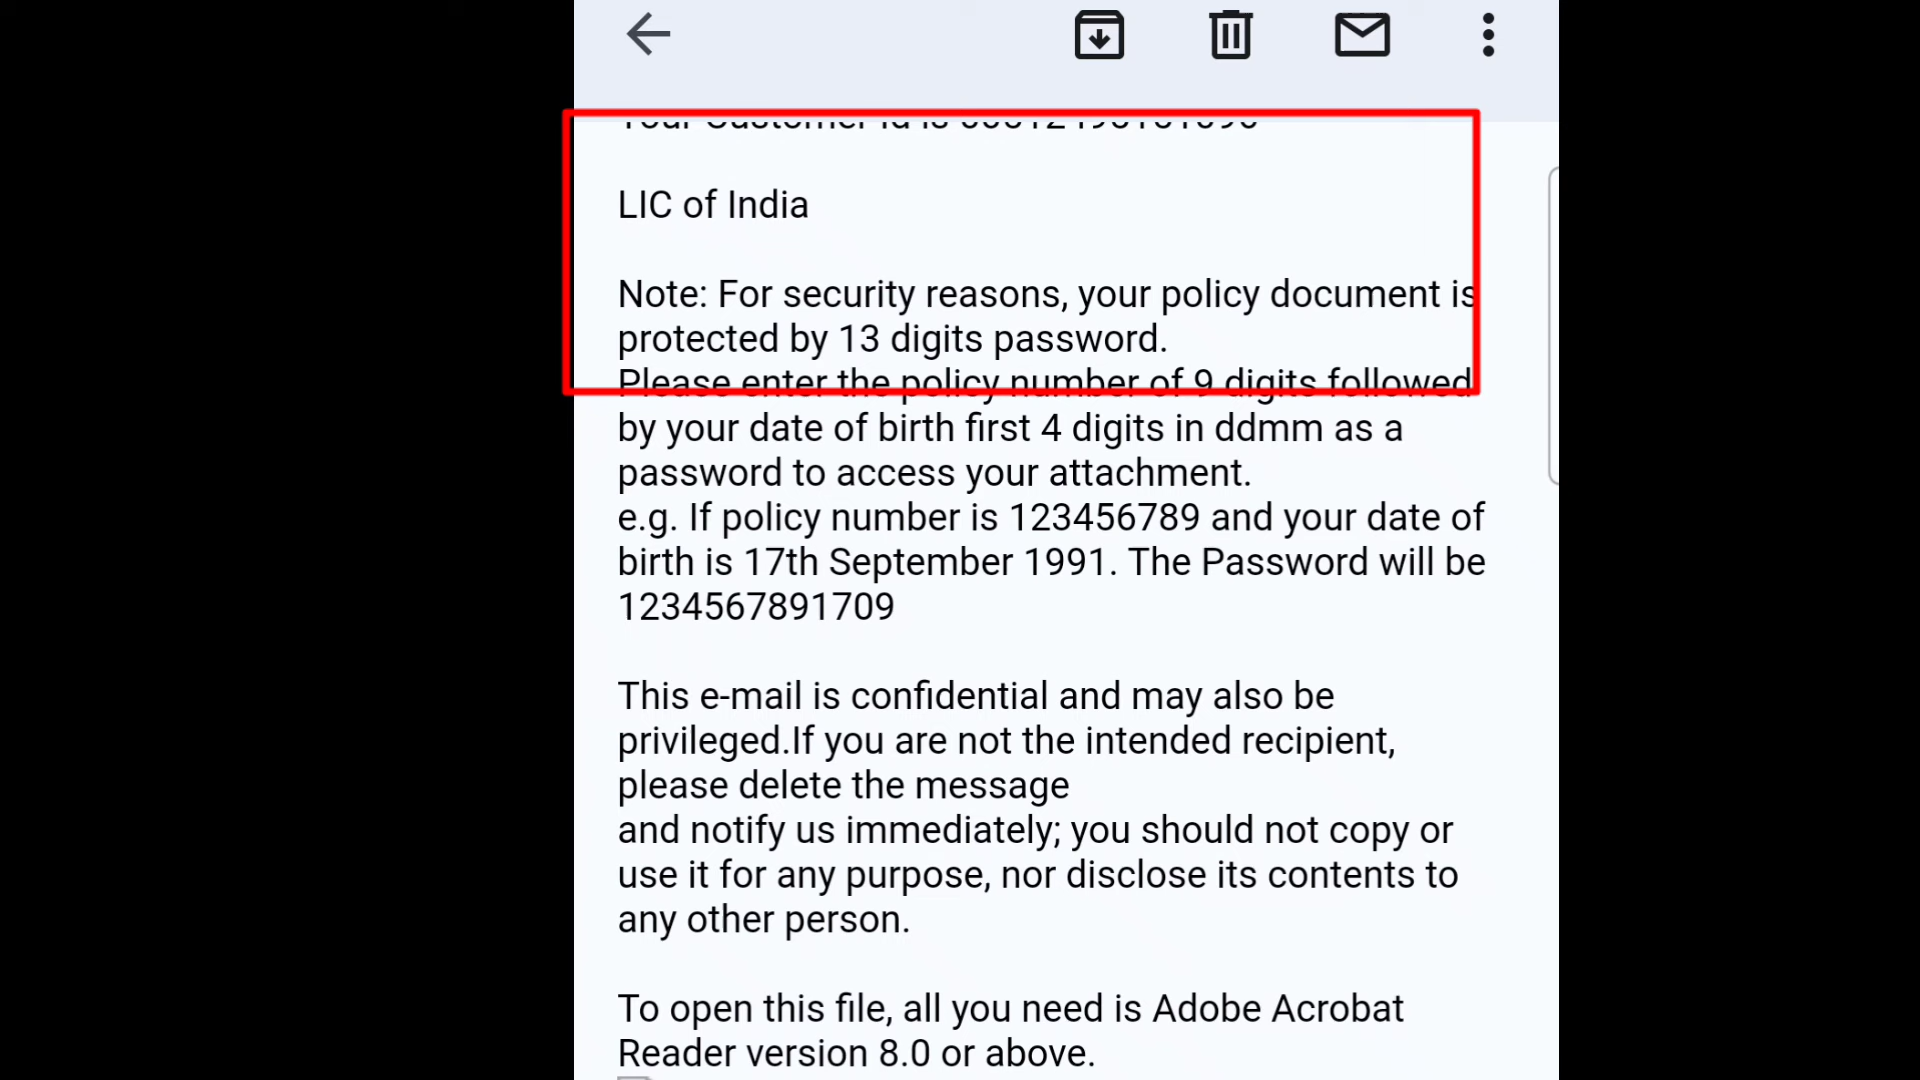 Your Customer Id is
LIC of India
Note: For security reasons, your policy document is
protected by 13 digits password.
Please enter the policy number of 9 digits followed
by your date of birth first 4 digits in ddmm as a
password to access your attachment.
e.g. If policy number is 123456789 and your date of
birth is 17th September 1991. The Password will be
1234567891709
This e-mail is confidential and may also be
privileged.If you are not the intended recipient,
please delete the message
and notify us immediately; you should not copy or
use it for any purpose, nor disclose its contents to
any other person.
To open this file, all you need is Adobe Acrobat
Reader version 8.0 or above.